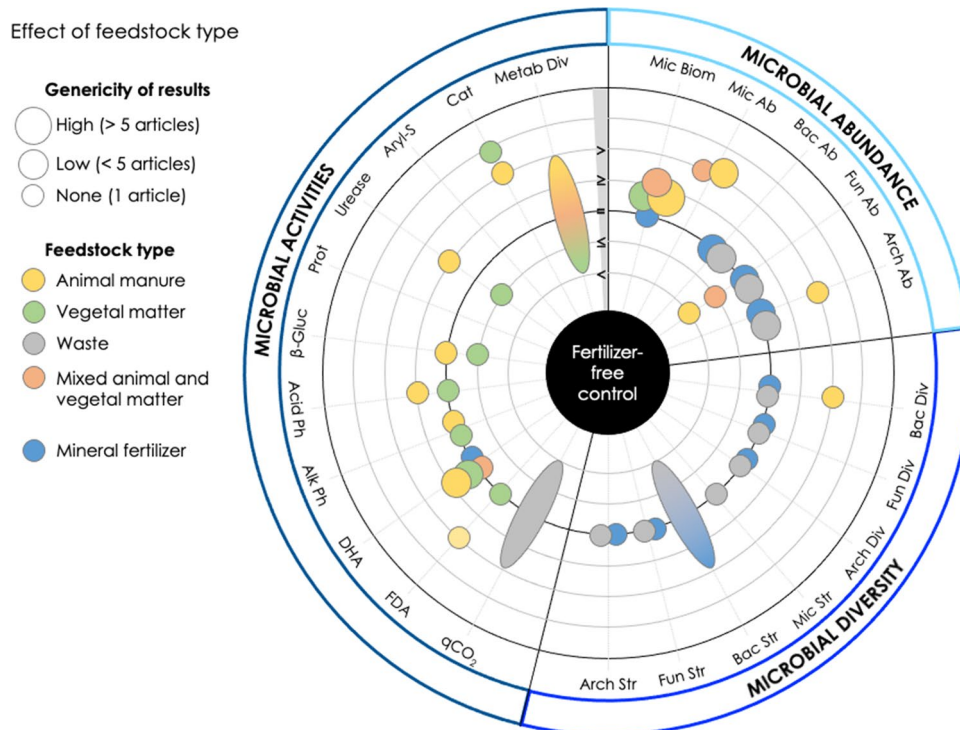 Effect of feedstock type
Genericity of results
High (> 5 articles)
Low (< 5 articles)
None (1 article)
Feedstock type
Animal manure
Vegetal matter
Waste
Mixed animal and
vegetal matter
Mineral fertilizer
MICROBIAL ABUNDANCE
Mic Biom
Mic Ab
Bac Ab
Fun Ab
Arch Ab
MICROBIAL DIVERSITY
Bac Div
Fun Div
Arch Div
Mic Str
Bac Str
Fun Str
Arch Str
MICROBIAL ACTIVITIES
qCO₂
FDA
DHA
Alk Ph
Acid Ph
β-Gluc
Prot
Urease
Aryl-S
Cat
Metab Div
>
≥
=
≤
<
Fertilizer-
free
control